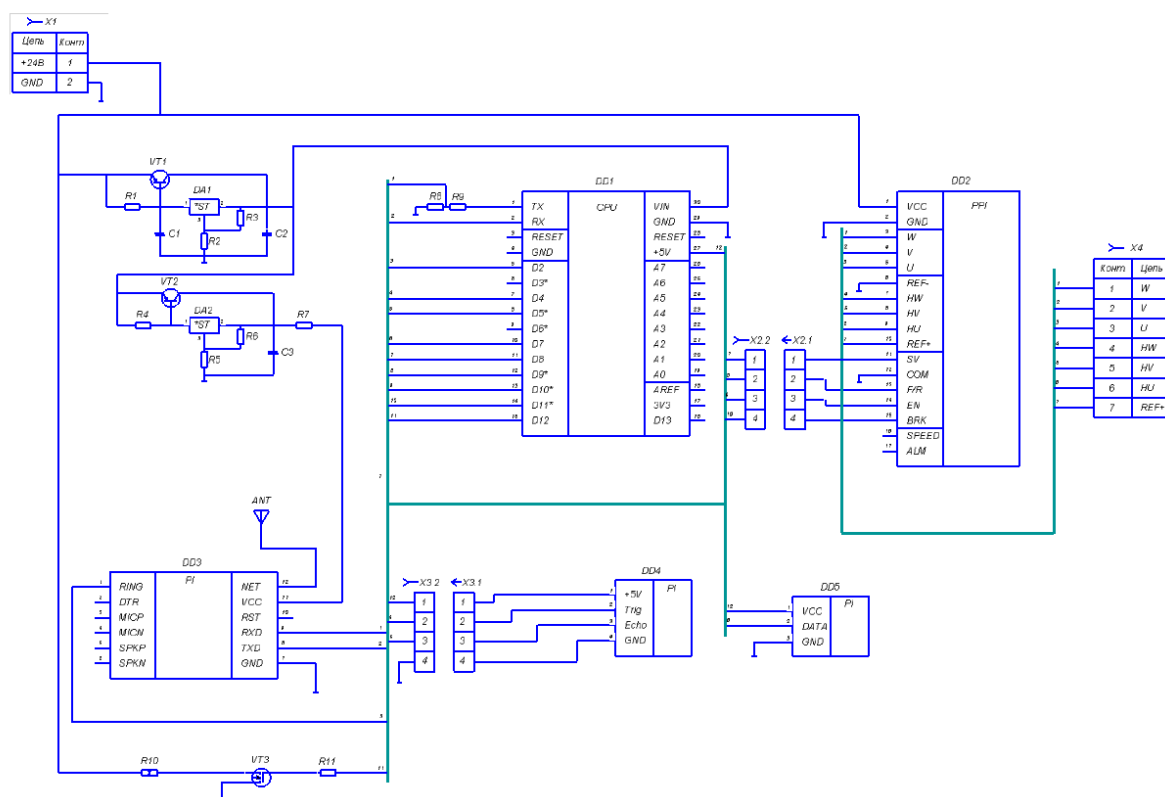 X1
Цепь Конт
+24В 1
GND 2
VT1
R1
DA1
*ST
R3
R2
C1
C2
VT2
R4
DA2
*ST
R6
R5
C3
R7
R8 R9
DD1
CPU
TX
RX
RESET
GND
D2
D3*
D4
D5*
D6*
D7
D8
D9*
D10*
D11*
D12
VIN
GND
RESET
+5V
A7
A6
A5
A4
A3
A2
A1
A0
AREF
3V3
D13
X2.2 X2.1
1 1
2 2
3 3
4 4
DD2
VCC
GND
W
V
U
REF-
HW
HV
HU
REF+
SV
COM
F/R
EN
BRK
SPEED
ALM
X4
Конт Цепь
1 W
2 V
3 U
4 HW
5 HV
6 HU
7 REF+
ANT
DD3
PI
RING
DTR
MICP
MICN
SPKP
SPKN
NET
VCC
RST
RXD
TXD
GND
X3.2 X3.1
1 1
2 2
3 3
4 4
DD4
PI
+5V
Trig
Echo
GND
DD5
PI
VCC
DATA
GND
R10
VT3
R11